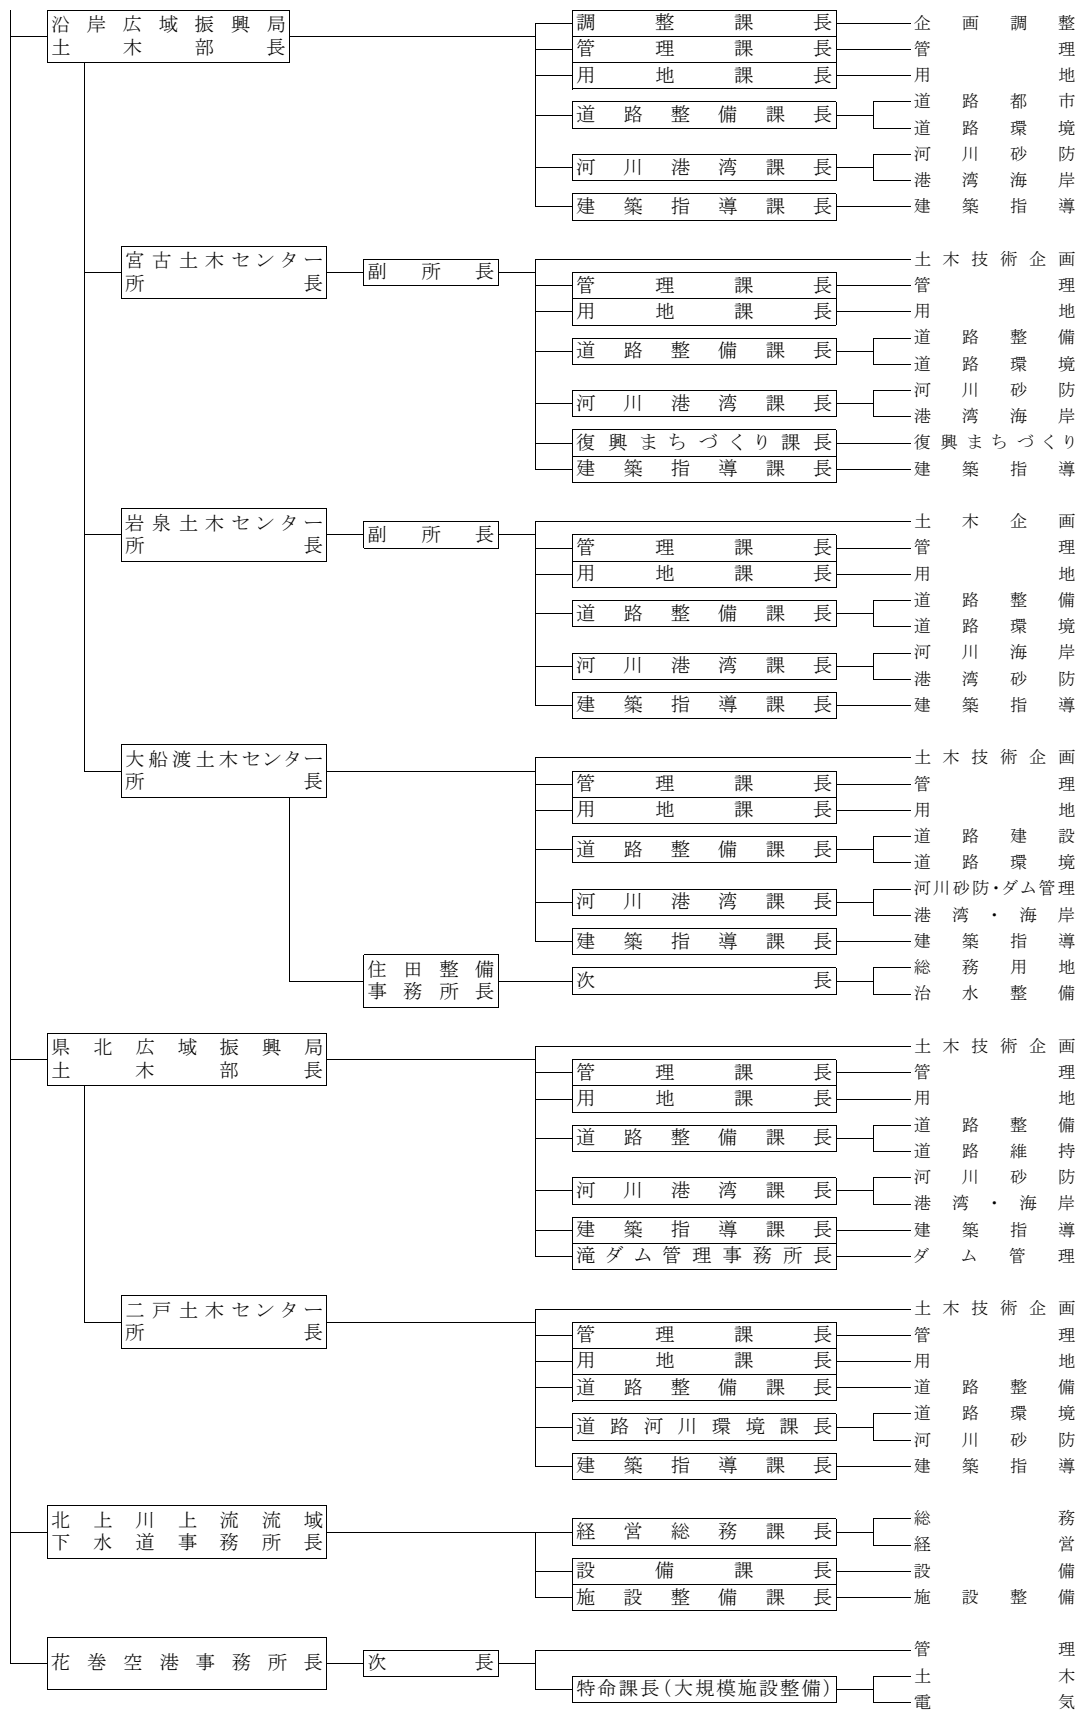 沿岸広域振興局
土木部長
調整課長
企画調整
管理課長
管理
用地課長
用地
道路整備課長
道路都市
道路環境
河川港湾課長
河川砂防
港湾海岸
建築指導課長
建築指導
宮古土木センター
所長
副所長
土木技術企画
管理課長
管理
用地課長
用地
道路整備課長
道路整備
道路環境
河川港湾課長
河川砂防
港湾海岸
復興まちづくり課長
復興まちづくり
建築指導課長
建築指導
岩泉土木センター
所長
副所長
土木企画
管理課長
管理
用地課長
用地
道路整備課長
道路整備
道路環境
河川港湾課長
河川海岸
港湾砂防
建築指導課長
建築指導
大船渡土木センター
所長
土木技術企画
管理課長
管理
用地課長
用地
道路整備課長
道路建設
道路環境
河川港湾課長
河川砂防・ダム管理
港湾・海岸
建築指導課長
建築指導
住田整備
事務所長
次長
総務用地
治水整備
県北広域振興局
土木部長
土木技術企画
管理課長
管理
用地課長
用地
道路整備課長
道路整備
道路維持
河川港湾課長
河川砂防
港湾・海岸
建築指導課長
建築指導
滝ダム管理事務所長
ダム管理
二戸土木センター
所長
土木技術企画
管理課長
管理
用地課長
用地
道路整備課長
道路整備
道路河川環境課長
道路環境
河川砂防
建築指導課長
建築指導
北上川上流流域
下水道事務所長
経営総務課長
総務
経営
設備課長
設備
施設整備課長
施設整備
花巻空港事務所長
次長
管理
特命課長(大規模施設整備)
土木
電気